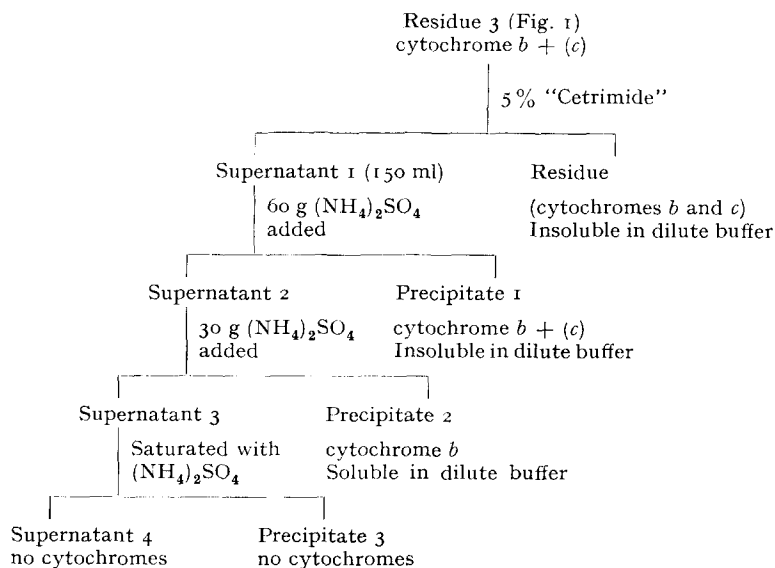 Residue 3 (Fig. 1)
cytochrome b + (c)
5% "Cetrimide"
Supernatant 1 (150 ml)
60 g (NH₄)₂SO₄
added
Residue
(cytochromes b and c)
Insoluble in dilute buffer
Supernatant 2
30 g (NH₄)₂SO₄
added
Precipitate 1
cytochrome b + (c)
Insoluble in dilute buffer
Supernatant 3
Saturated with
(NH₄)₂SO₄
Precipitate 2
cytochrome b
Soluble in dilute buffer
Supernatant 4
no cytochromes
Precipitate 3
no cytochromes